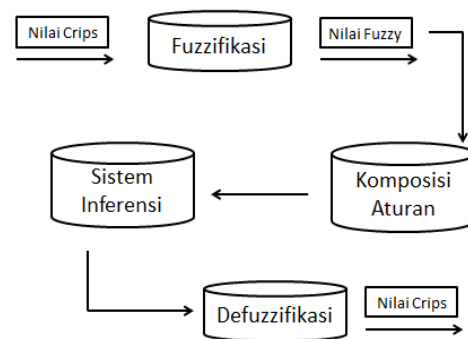 Nilai Crips
Fuzzifikasi
Nilai Fuzzy
Sistem
Inferensi
Komposisi
Aturan
Defuzzifikasi
Nilai Crips